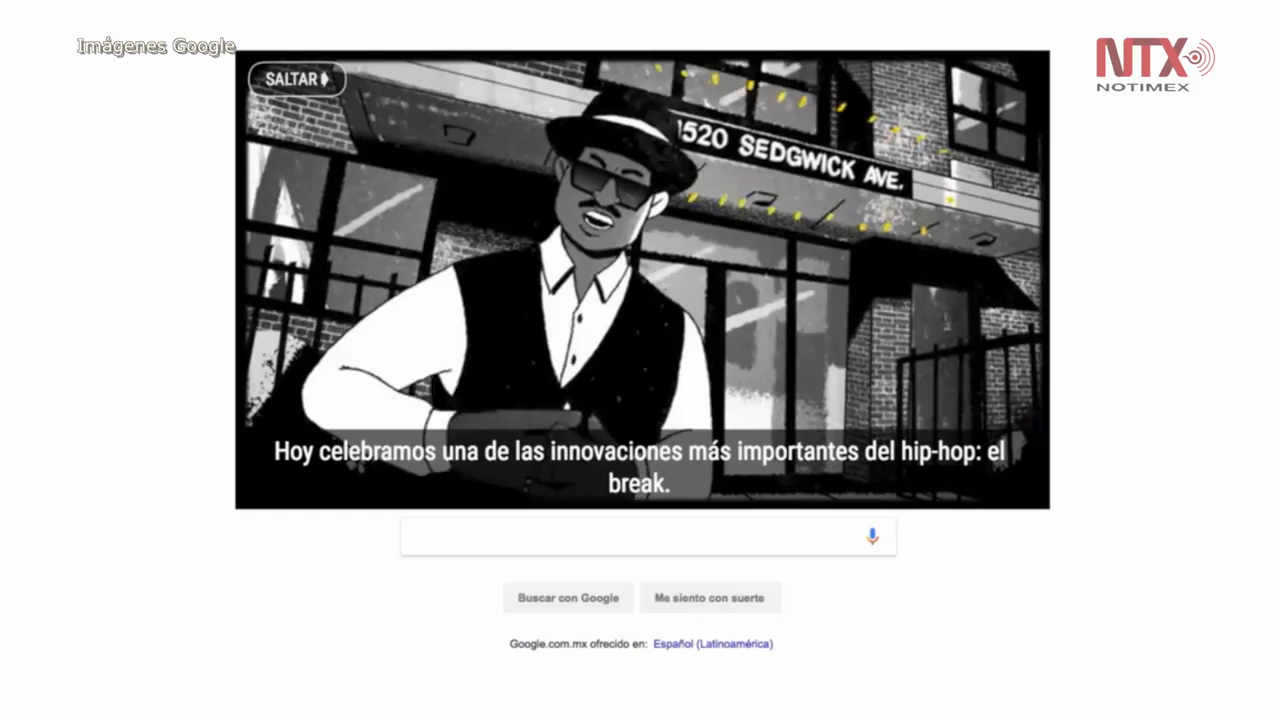 Imágenes Google
NTX
NOTIMEX
SALTAR
1520 SEDGWICK AVE.
Hoy celebramos una de las innovaciones más importantes del hip-hop: el
break.
Buscar con Google
Me siento con suerte
Google.com.mx ofrecido en: Español (Latinoamérica)